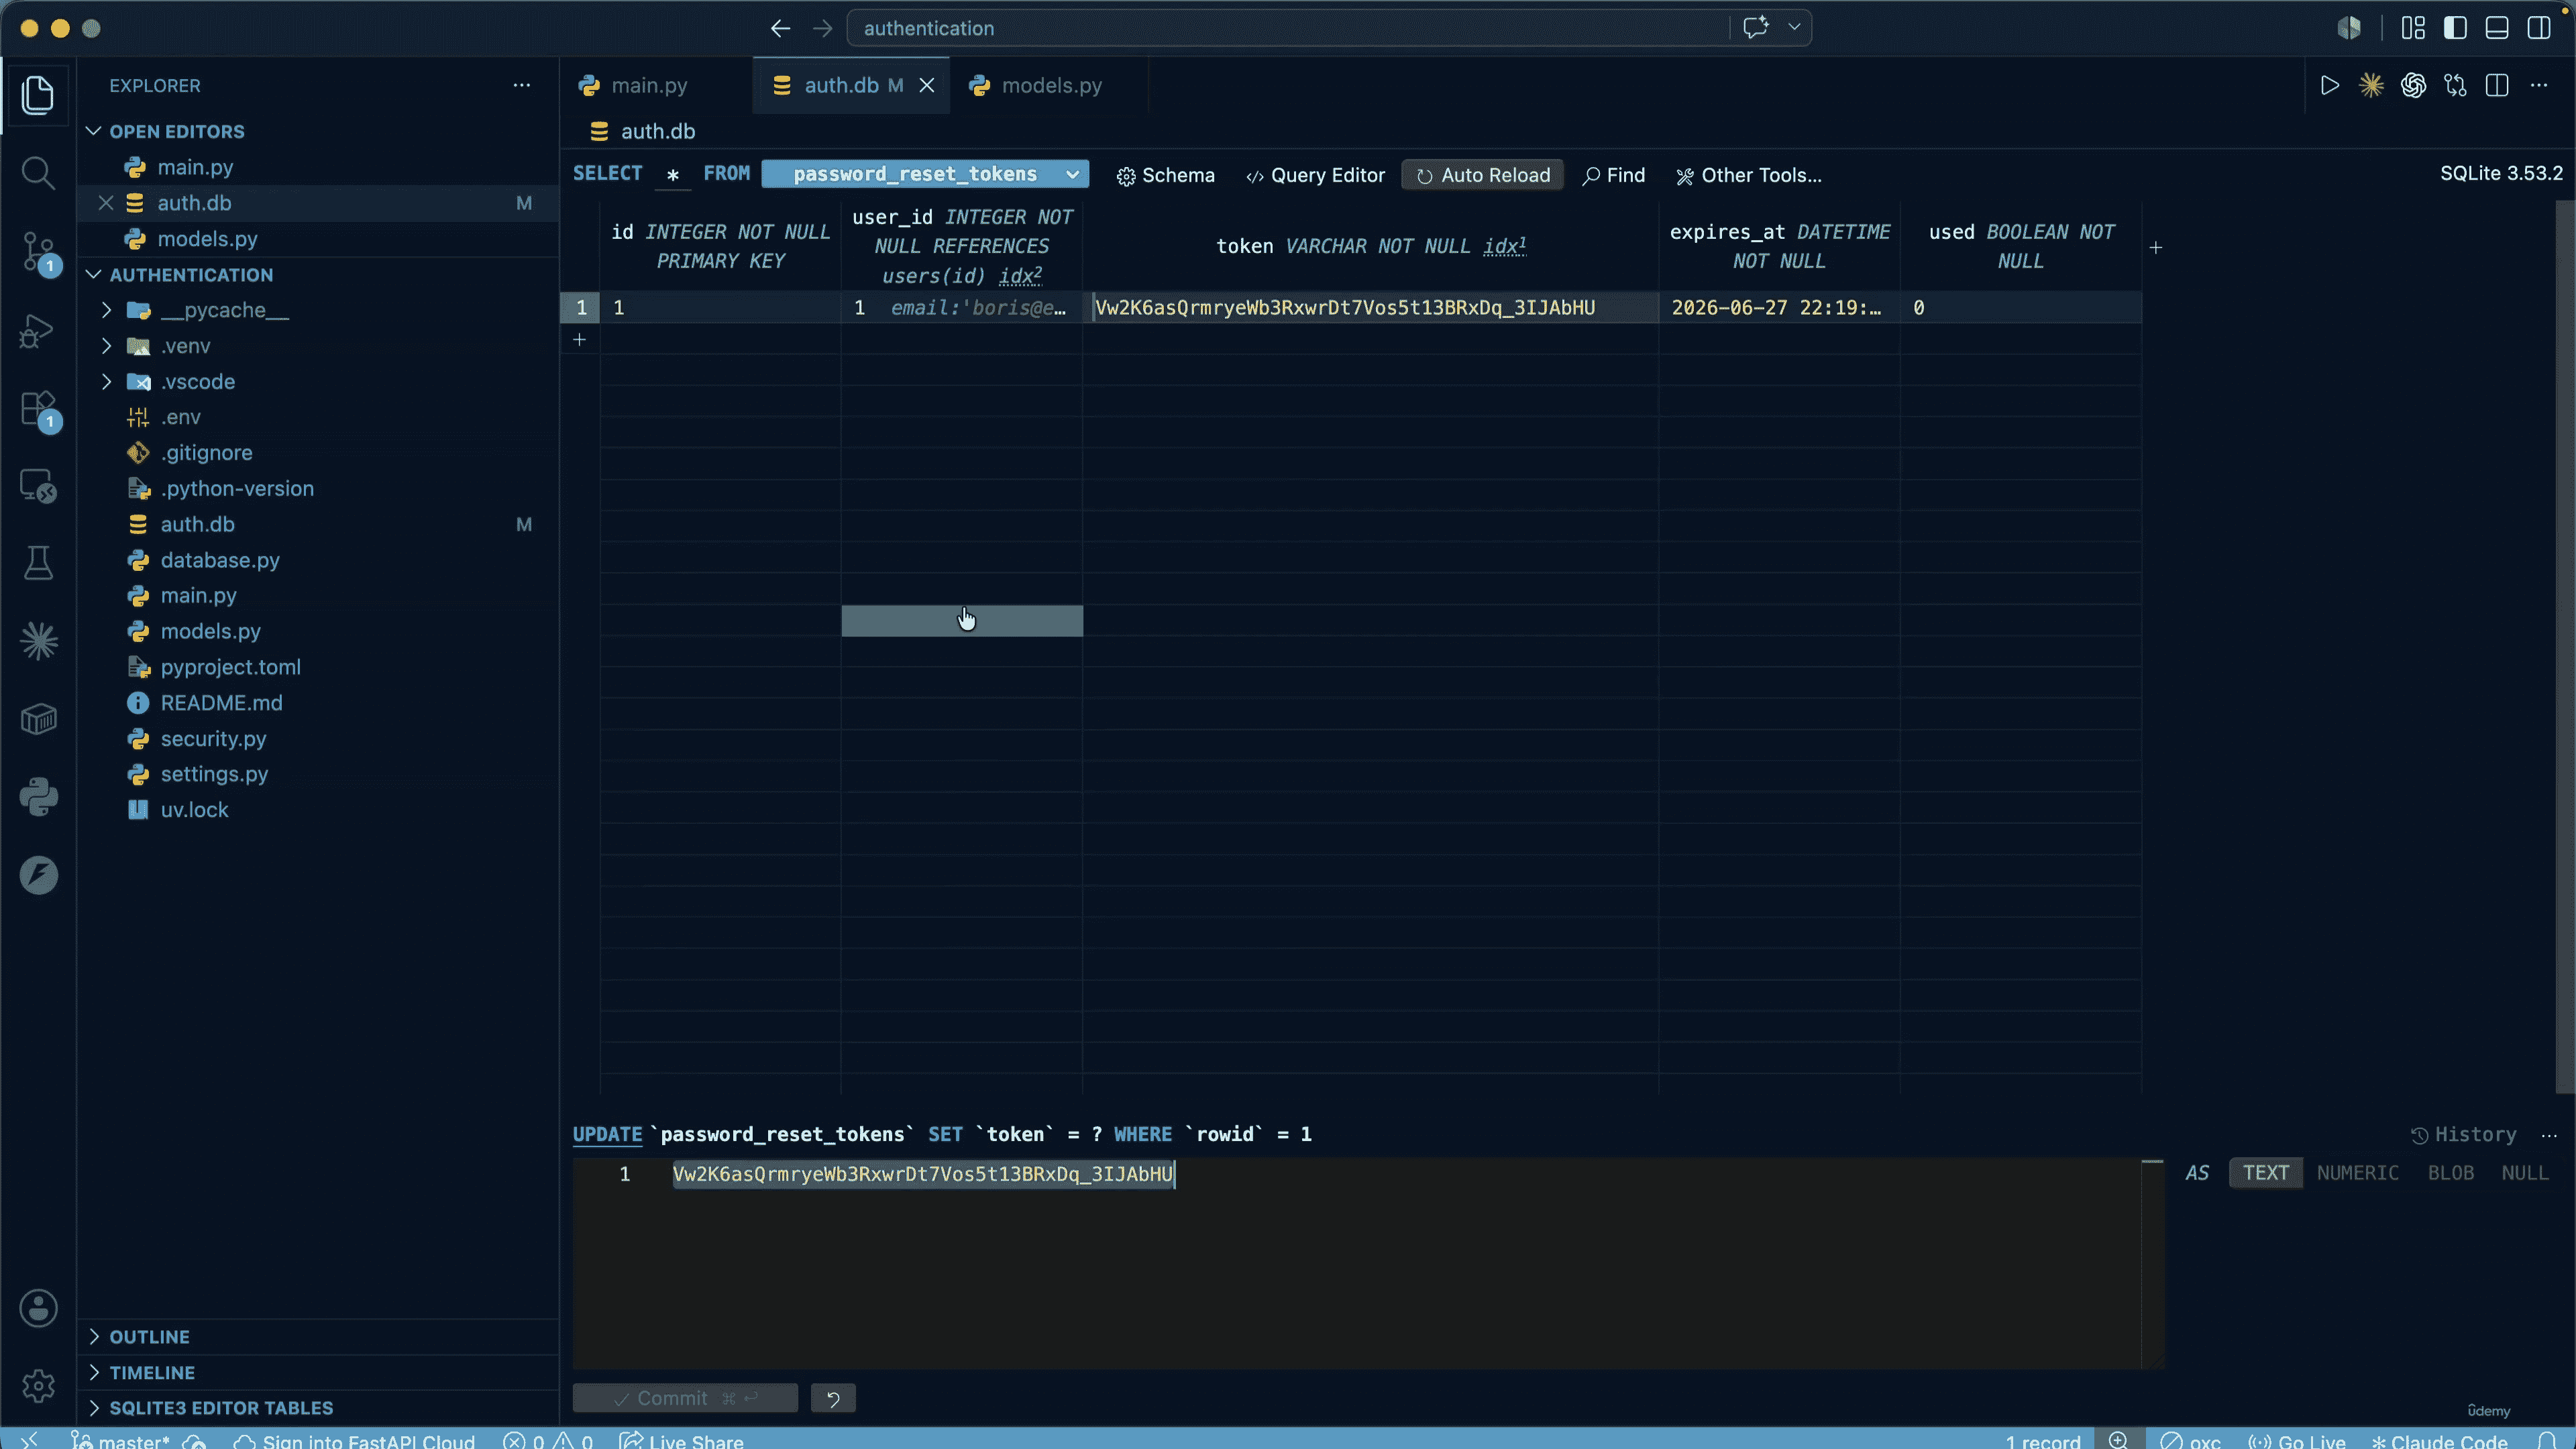 authentication
EXPLORER
OPEN EDITORS
main.py
auth.db M
models.py
AUTHENTICATION
__pycache__
.venv
.vscode
.env
.gitignore
.python-version
auth.db M
database.py
main.py
models.py
pyproject.toml
README.md
security.py
settings.py
uv.lock
OUTLINE
TIMELINE
SQLITE3 EDITOR TABLES
1
1
main.py
auth.db M
models.py
auth.db
SELECT * FROM password_reset_tokens Schema Query Editor Auto Reload Find Other Tools... SQLite 3.53.2
id INTEGER NOT NULL PRIMARY KEY
user_id INTEGER NOT NULL REFERENCES users(id) idx2
token VARCHAR NOT NULL idx1
expires_at DATETIME NOT NULL
used BOOLEAN NOT NULL
+
1 1 1 email:'boris@e… Vw2K6asQrmryeWb3RxwrDt7Vos5t13BRxDq_3IJAbHU 2026-06-27 22:19:… 0
+
UPDATE `password_reset_tokens` SET `token` = ? WHERE `rowid` = 1
History ...
1 Vw2K6asQrmryeWb3RxwrDt7Vos5t13BRxDq_3IJAbHU
AS TEXT NUMERIC BLOB NULL
Commit ⌘ ↩
ûdemy
master* Sign into FastAPI Cloud 0 0 Live Share 1 record oxc Go Live Claude Code